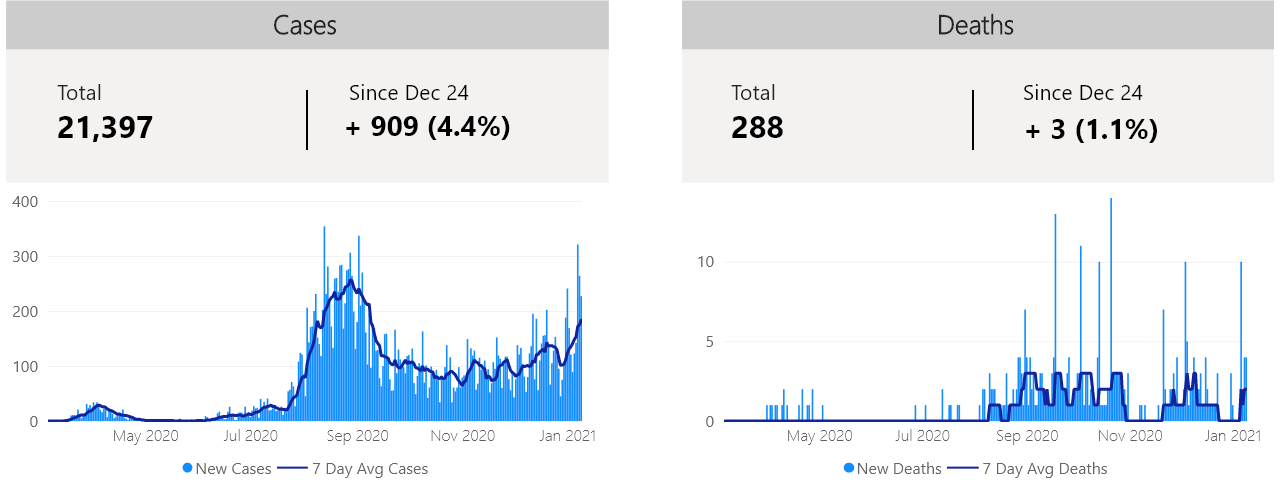 Cases
Total
21,397
Since Dec 24
+ 909 (4.4%)
400
300
200
100
0
May 2020 Jul 2020 Sep 2020 Nov 2020 Jan 2021
New Cases 7 Day Avg Cases
Deaths
Total
288
Since Dec 24
+ 3 (1.1%)
10
5
0
May 2020 Jul 2020 Sep 2020 Nov 2020 Jan 2021
New Deaths 7 Day Avg Deaths